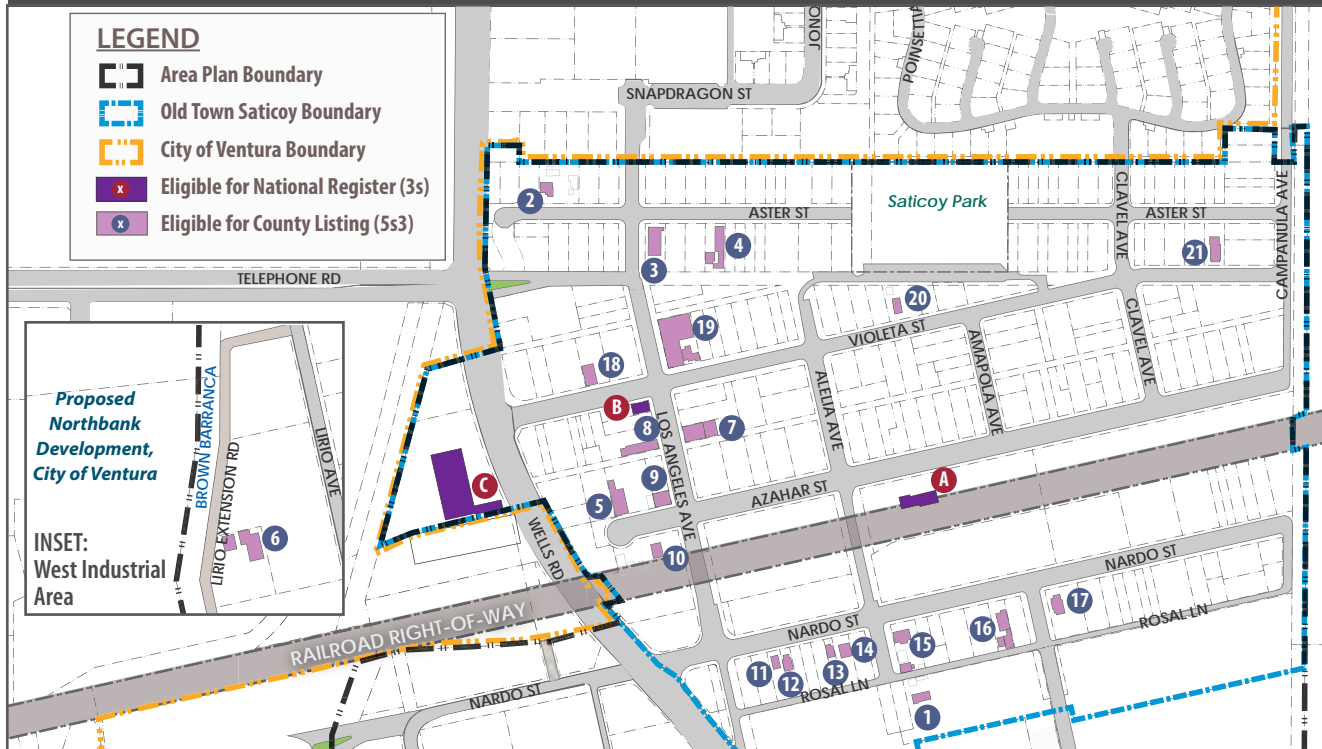 LEGEND
Area Plan Boundary
Old Town Saticoy Boundary
City of Ventura Boundary
x Eligible for National Register (3s)
x Eligible for County Listing (5s3)
JONO
POINSETTIA
SNAPDRAGON ST
2
ASTER ST
Saticoy Park
CLAVEL AVE
ASTER ST
CAMPANULA AVE
3
4
21
TELEPHONE RD
20
19
VIOLETA ST
AMAPOLA AVE
CLAVEL AVE
18
ALELIA AVE
B
8
LOS ANGELES AVE
7
C
9
5
AZAHAR ST
A
WELLS RD
10
Proposed
Northbank
Development,
City of Ventura
BROWN BARRANCA
LIRIO EXTENSION RD
LIRIO AVE
6
INSET:
West Industrial
Area
RAILROAD RIGHT-OF-WAY
NARDO ST
NARDO ST
17
16
15
14
13
12
11
ROSAL LN
ROSAL LN
NARDO ST
1